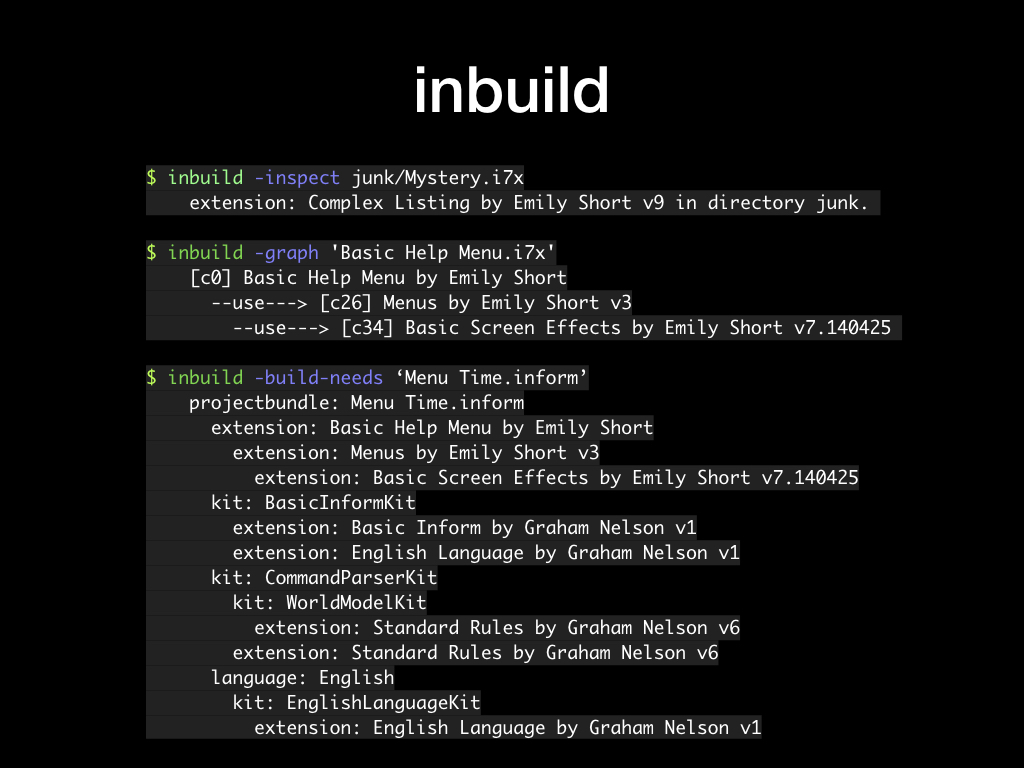 inbuild
$ inbuild -inspect junk/Mystery.i7x
extension: Complex Listing by Emily Short v9 in directory junk.
$ inbuild -graph 'Basic Help Menu.i7x'
[c0] Basic Help Menu by Emily Short
--use---> [c26] Menus by Emily Short v3
--use---> [c34] Basic Screen Effects by Emily Short v7.140425
$ inbuild -build-needs ‘Menu Time.inform’
projectbundle: Menu Time.inform
extension: Basic Help Menu by Emily Short
extension: Menus by Emily Short v3
extension: Basic Screen Effects by Emily Short v7.140425
kit: BasicInformKit
extension: Basic Inform by Graham Nelson v1
extension: English Language by Graham Nelson v1
kit: CommandParserKit
kit: WorldModelKit
extension: Standard Rules by Graham Nelson v6
extension: Standard Rules by Graham Nelson v6
language: English
kit: EnglishLanguageKit
extension: English Language by Graham Nelson v1